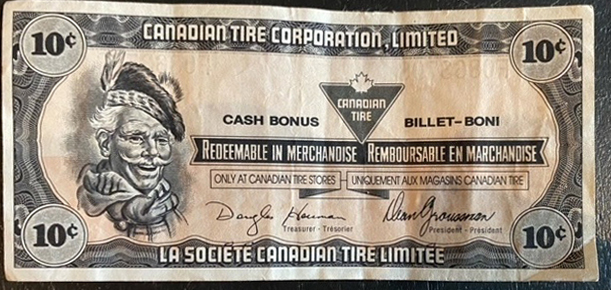 10¢ CANADIAN TIRE CORPORATION, LIMITED 10¢
CANADIAN
TIRE
CASH BONUS BILLET-BONI
REDEEMABLE IN MERCHANDISE REMBOURSABLE EN MARCHANDISE
ONLY AT CANADIAN TIRE STORES UNIQUEMENT AUX MAGASINS CANADIAN TIRE
Dean Groussman
Treasurer - Trésorier President - Président
10¢ LA SOCIÉTÉ CANADIAN TIRE LIMITÉE 10¢